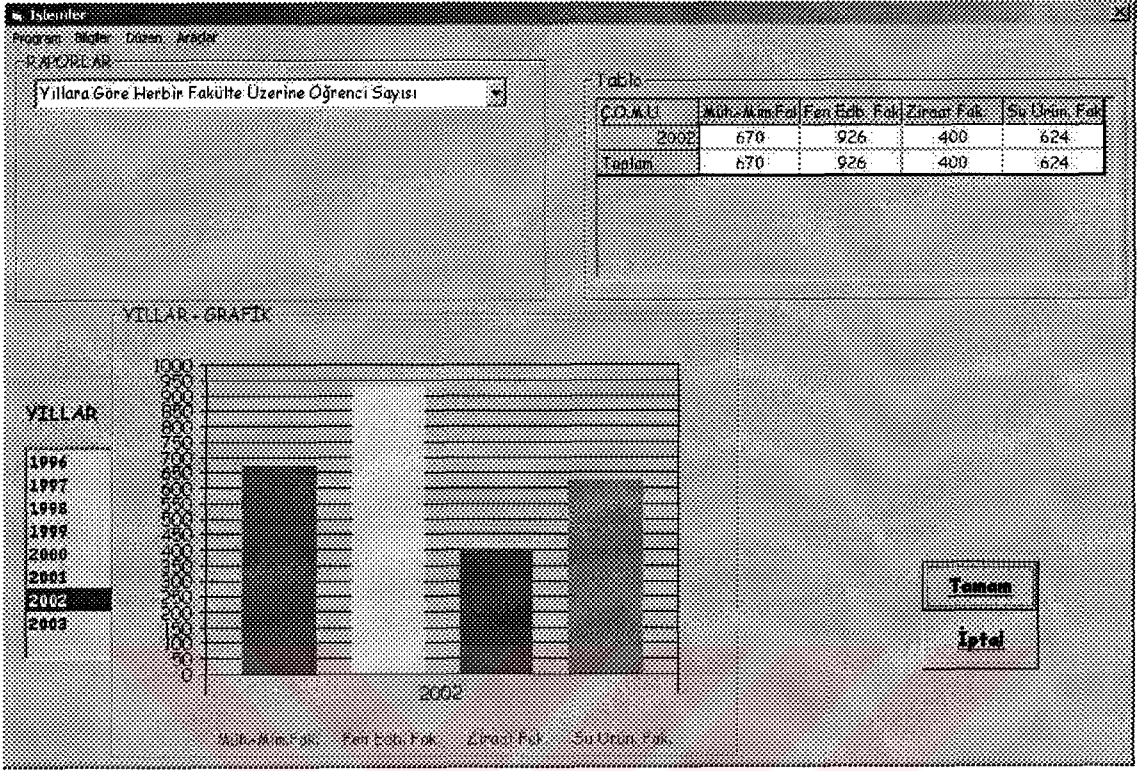 İşlemler
Program Bilgiler Düzen Araçlar
RAPORLAR
Yıllara Göre Herbir Fakülte Üzerine Öğrenci Sayısı
Tablo
Ç.O.M.U. Müh.-Mim.Fal Fen Edb. Fak Ziraat Fak. Su Ürün. Fak
2002 670 926 400 624
Toplam 670 926 400 624
YILLAR - GRAFİK
1000
950
900
850
800
750
700
650
600
550
500
450
400
350
300
250
200
150
100
50
0
2002
Müh.-Mim.Fak. Fen Edb. Fak. Ziraat Fak. Su Ürün. Fak.
YILLAR
1996
1997
1998
1999
2000
2001
2002
2003
Tamam
İptal